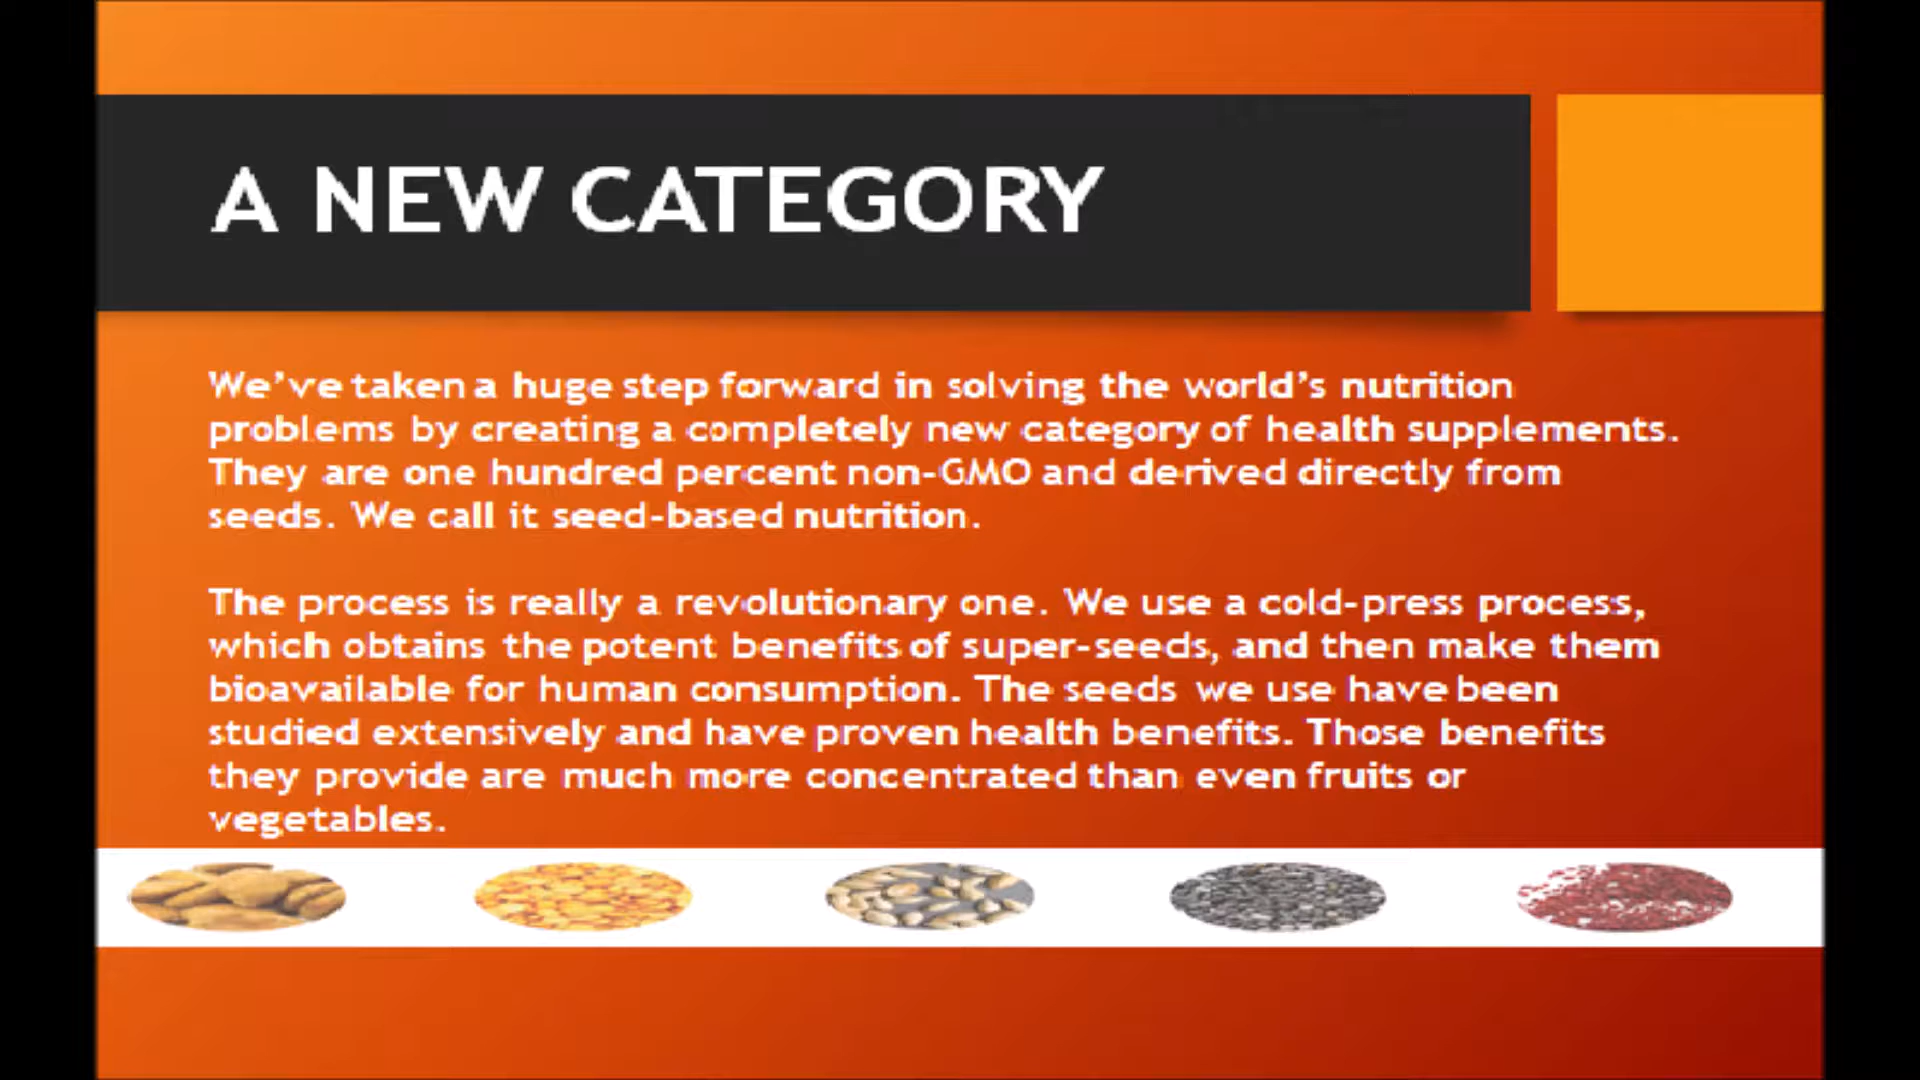 A NEW CATEGORY
We’ve taken a huge step forward in solving the world’s nutrition
problems by creating a completely new category of health supplements.
They are one hundred percent non-GMO and derived directly from
seeds. We call it seed-based nutrition.
The process is really a revolutionary one. We use a cold-press process,
which obtains the potent benefits of super-seeds, and then make them
bioavailable for human consumption. The seeds we use have been
studied extensively and have proven health benefits. Those benefits
they provide are much more concentrated than even fruits or
vegetables.